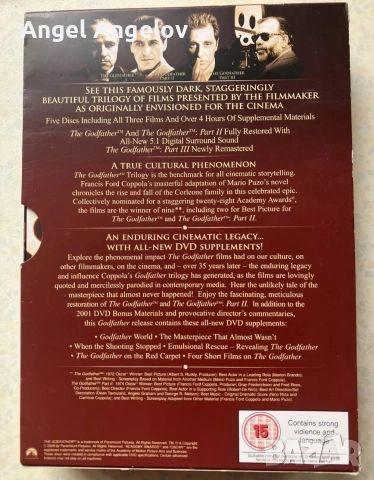 Angel Angelov
THE GODFATHER
GODFATHER
PART II
THE GODFATHER
PART III
SEE THIS FAMOUSLY DARK, STAGGERINGLY
BEAUTIFUL TRILOGY OF FILMS PRESENTED BY THE FILMMAKER
AS ORIGINALLY ENVISIONED FOR THE CINEMA
Five Discs Including All Three Films And Over 4 Hours Of Supplemental Materials
The Godfather™ And The Godfather™: Part II Fully Restored With
All-New 5.1 Digital Surround Sound
The Godfather™: Part III Newly Remastered
A TRUE CULTURAL PHENOMENON
The Godfather™ Trilogy is the benchmark for all cinematic storytelling.
Francis Ford Coppola's masterful adaptation of Mario Puzo's novel
chronicles the rise and fall of the Corleone family in this celebrated epic.
Collectively nominated for a staggering twenty-eight Academy Awards®,
the films are the winner of nine**, including two for Best Picture for
The Godfather™ and The Godfather™: Part II.
AN ENDURING CINEMATIC LEGACY...
WITH ALL-NEW DVD SUPPLEMENTS!
Explore the phenomenal impact The Godfather films had on our culture, on
other filmmakers, on the cinema, and – over 35 years later – the enduring legacy
and influence Coppola's Godfather trilogy has generated, as the films are lovingly
quoted and mercilessly parodied in contemporary media. Hear the unlikely tale of the
masterpiece that almost never happened! Enjoy the fascinating, meticulous
restoration of The Godfather™ and The Godfather™: Part II. In addition to the
2001 DVD Bonus Materials and provocative director's commentaries,
this Godfather release contains these all-new DVD supplements:
• Godfather World • The Masterpiece That Almost Wasn't
• When the Shooting Stopped • Emulsional Rescue – Revealing The Godfather
• The Godfather on the Red Carpet • Four Short Films on The Godfather
15
Contains strong
violence and
language